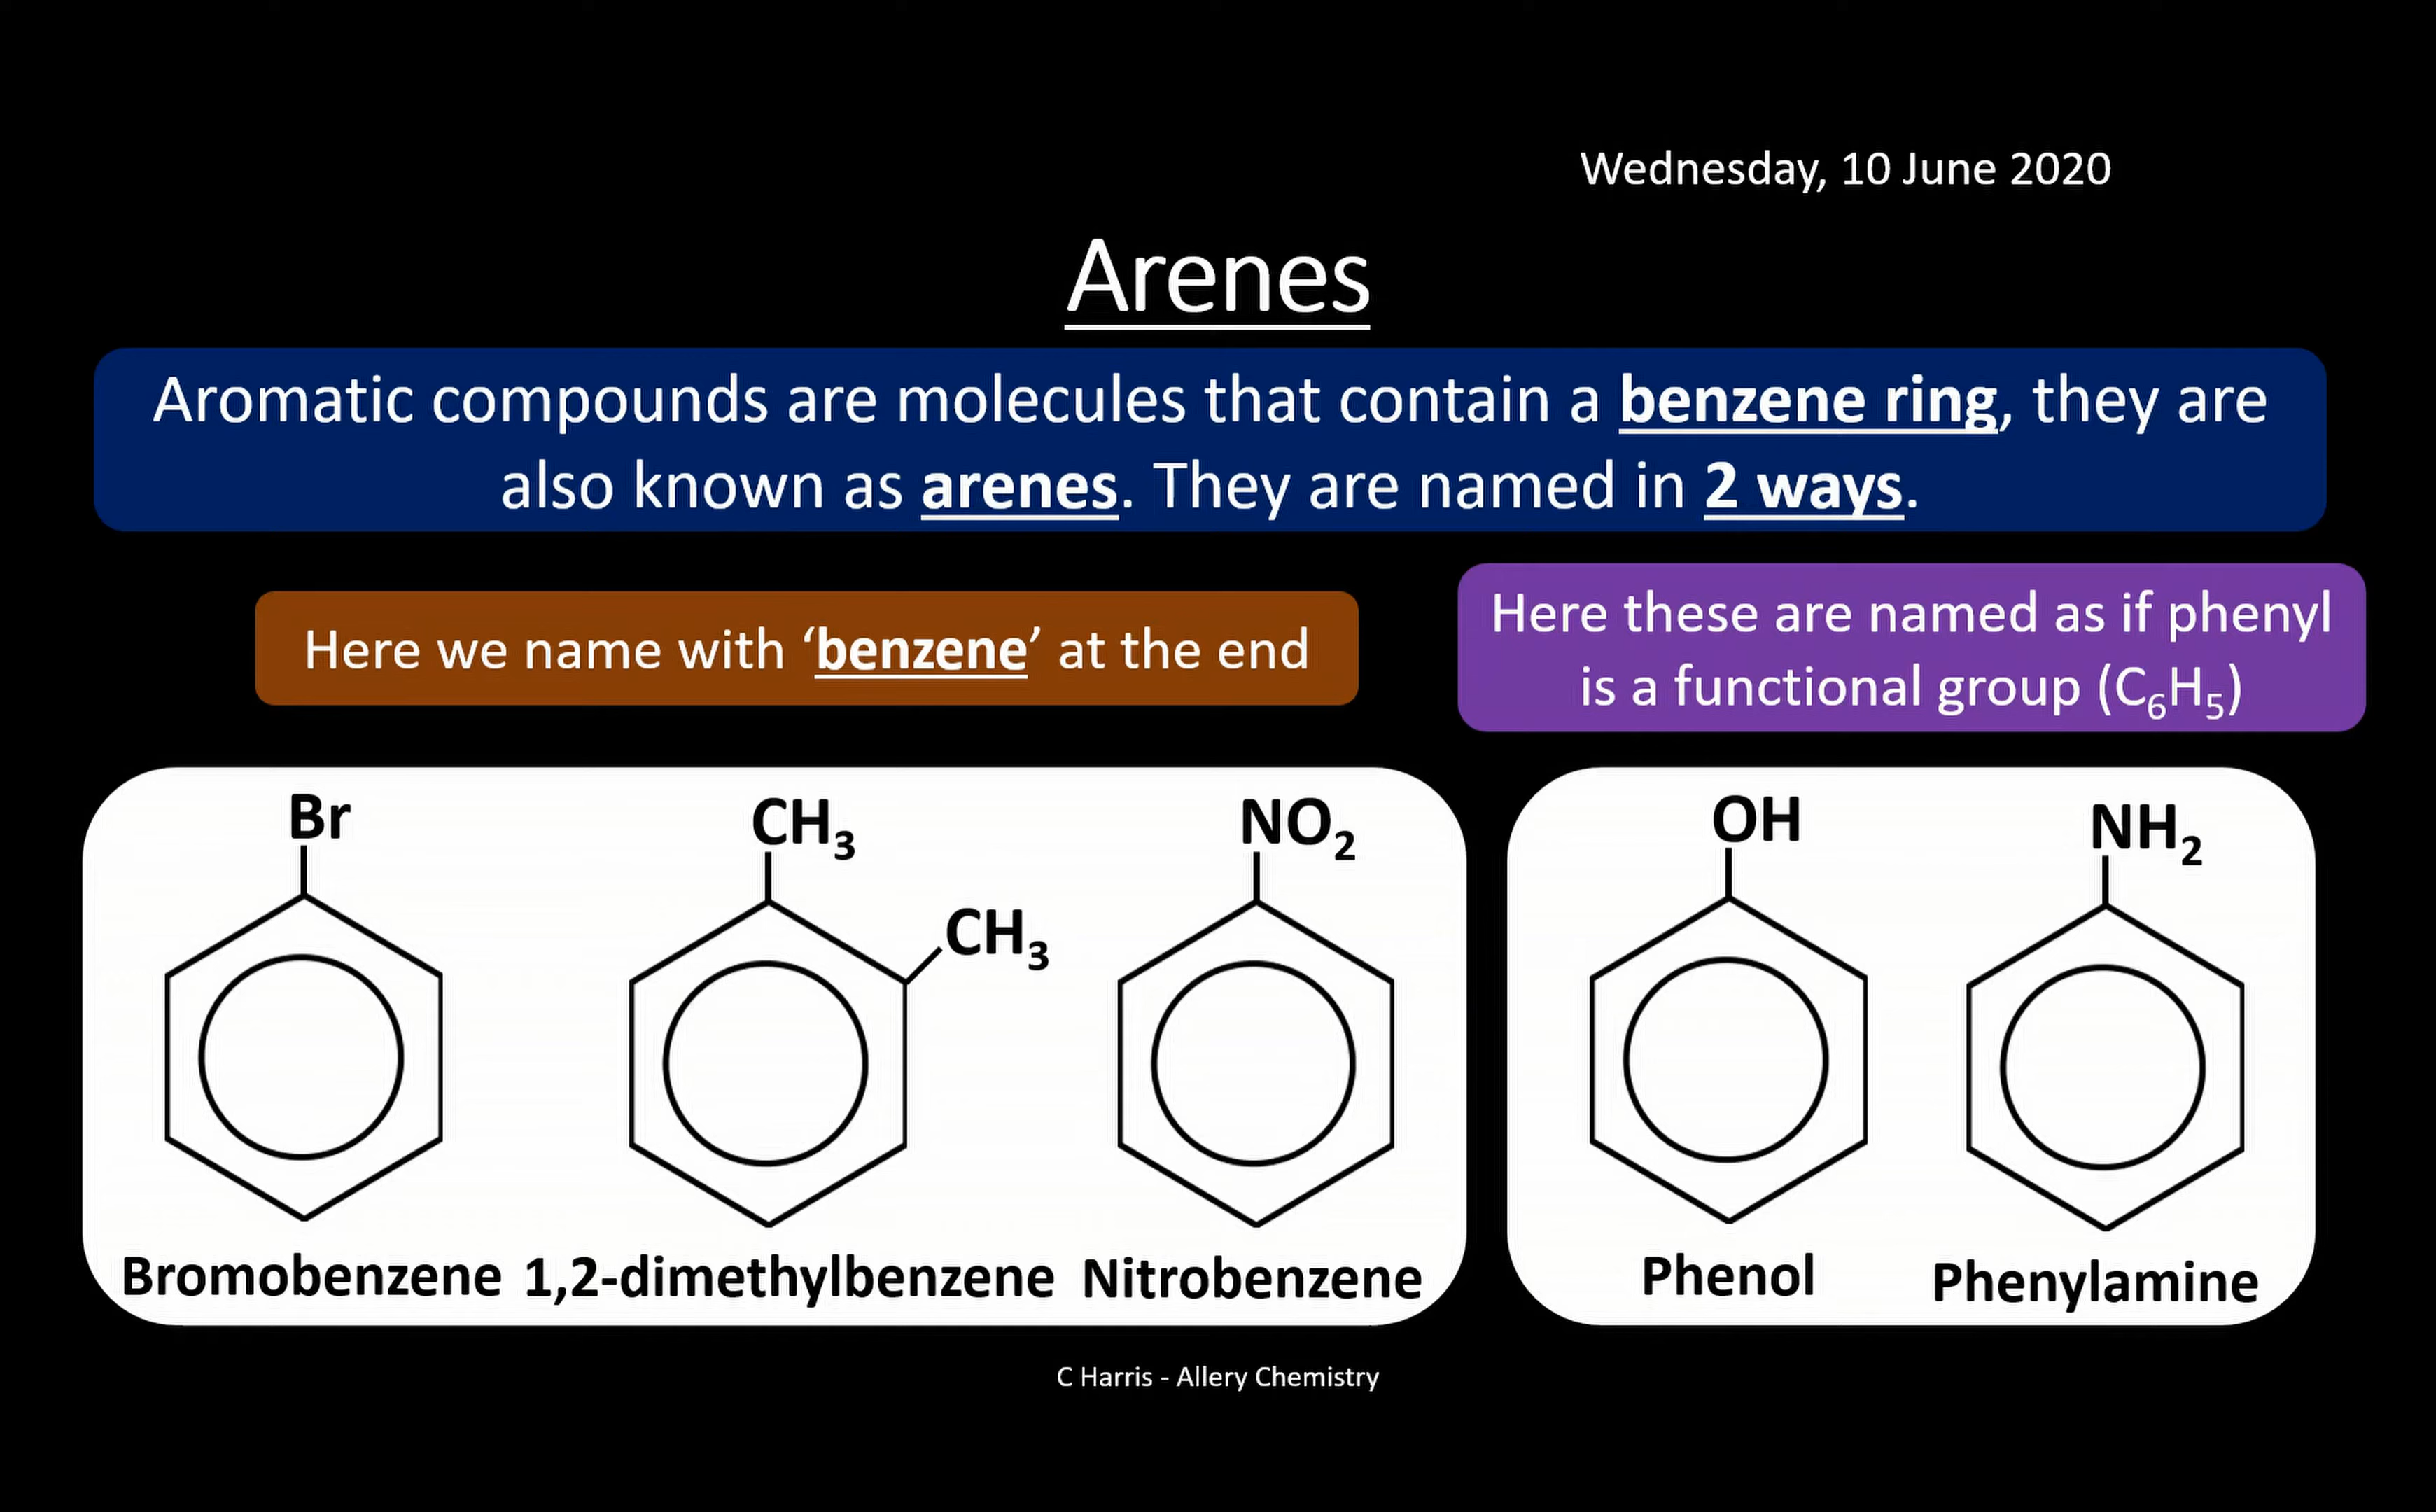 Wednesday, 10 June 2020
Arenes
Aromatic compounds are molecules that contain a benzene ring, they are
also known as arenes. They are named in 2 ways.
Here we name with ‘benzene’ at the end
Here these are named as if phenyl
is a functional group (C₆H₅)
Br
CH₃
CH₃
NO₂
Bromobenzene
1,2-dimethylbenzene
Nitrobenzene
OH
NH₂
Phenol
Phenylamine
C Harris - Allery Chemistry